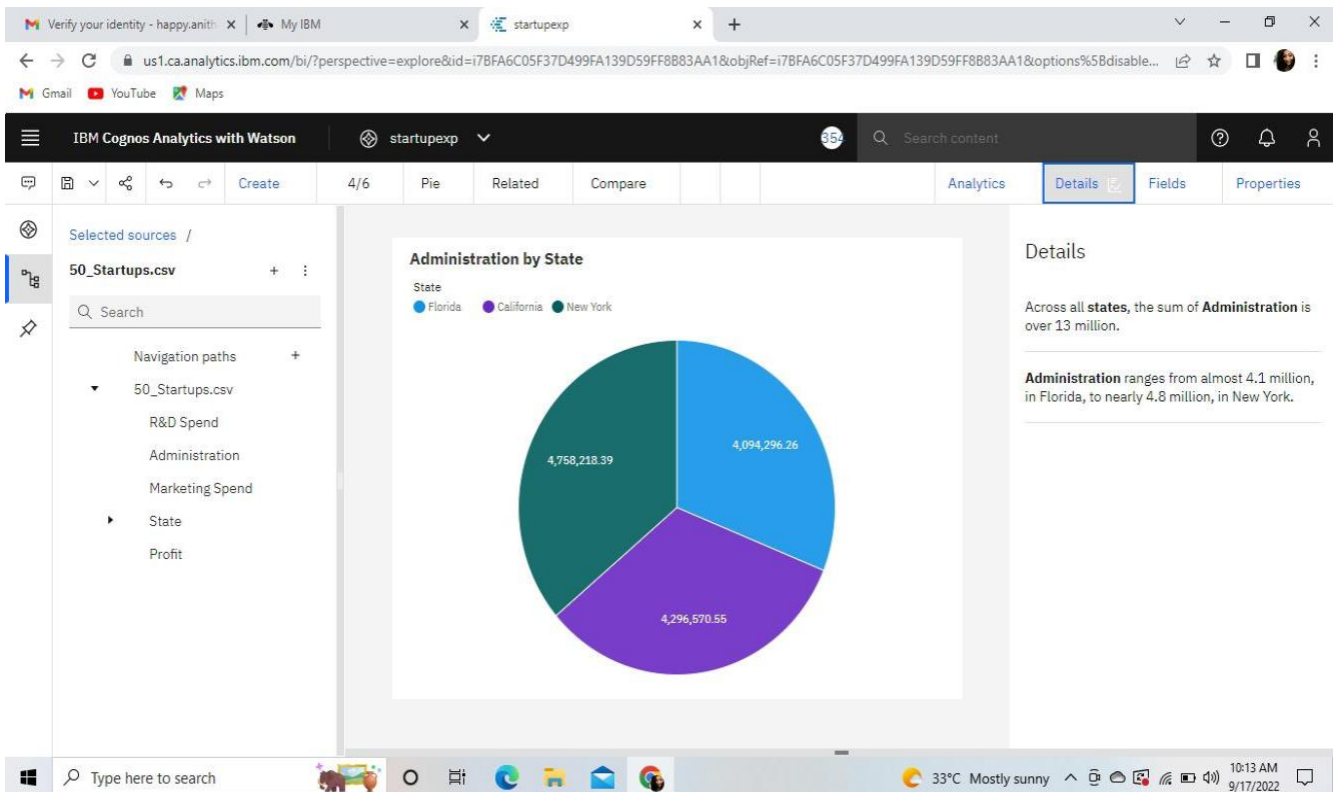 Verify your identity - happy.anith
My IBM
startupexp
us1.ca.analytics.ibm.com/bi/?perspective=explore&id=i7BFA6C05F37D499FA139D59FF8B83AA1&objRef=i7BFA6C05F37D499FA139D59FF8B83AA1&options%5Bdisable...
Gmail YouTube Maps
IBM Cognos Analytics with Watson
startupexp
354
Search content
Create 4/6 Pie Related Compare Analytics Details Fields Properties
Selected sources /
50_Startups.csv
Search
Navigation paths
50_Startups.csv
R&D Spend
Administration
Marketing Spend
State
Profit
Administration by State
State
Florida California New York
4,758,218.39
4,094,296.26
4,296,570.55
Details
Across all states, the sum of Administration is
over 13 million.
Administration ranges from almost 4.1 million,
in Florida, to nearly 4.8 million, in New York.
Type here to search
33°C Mostly sunny
10:13 AM
9/17/2022